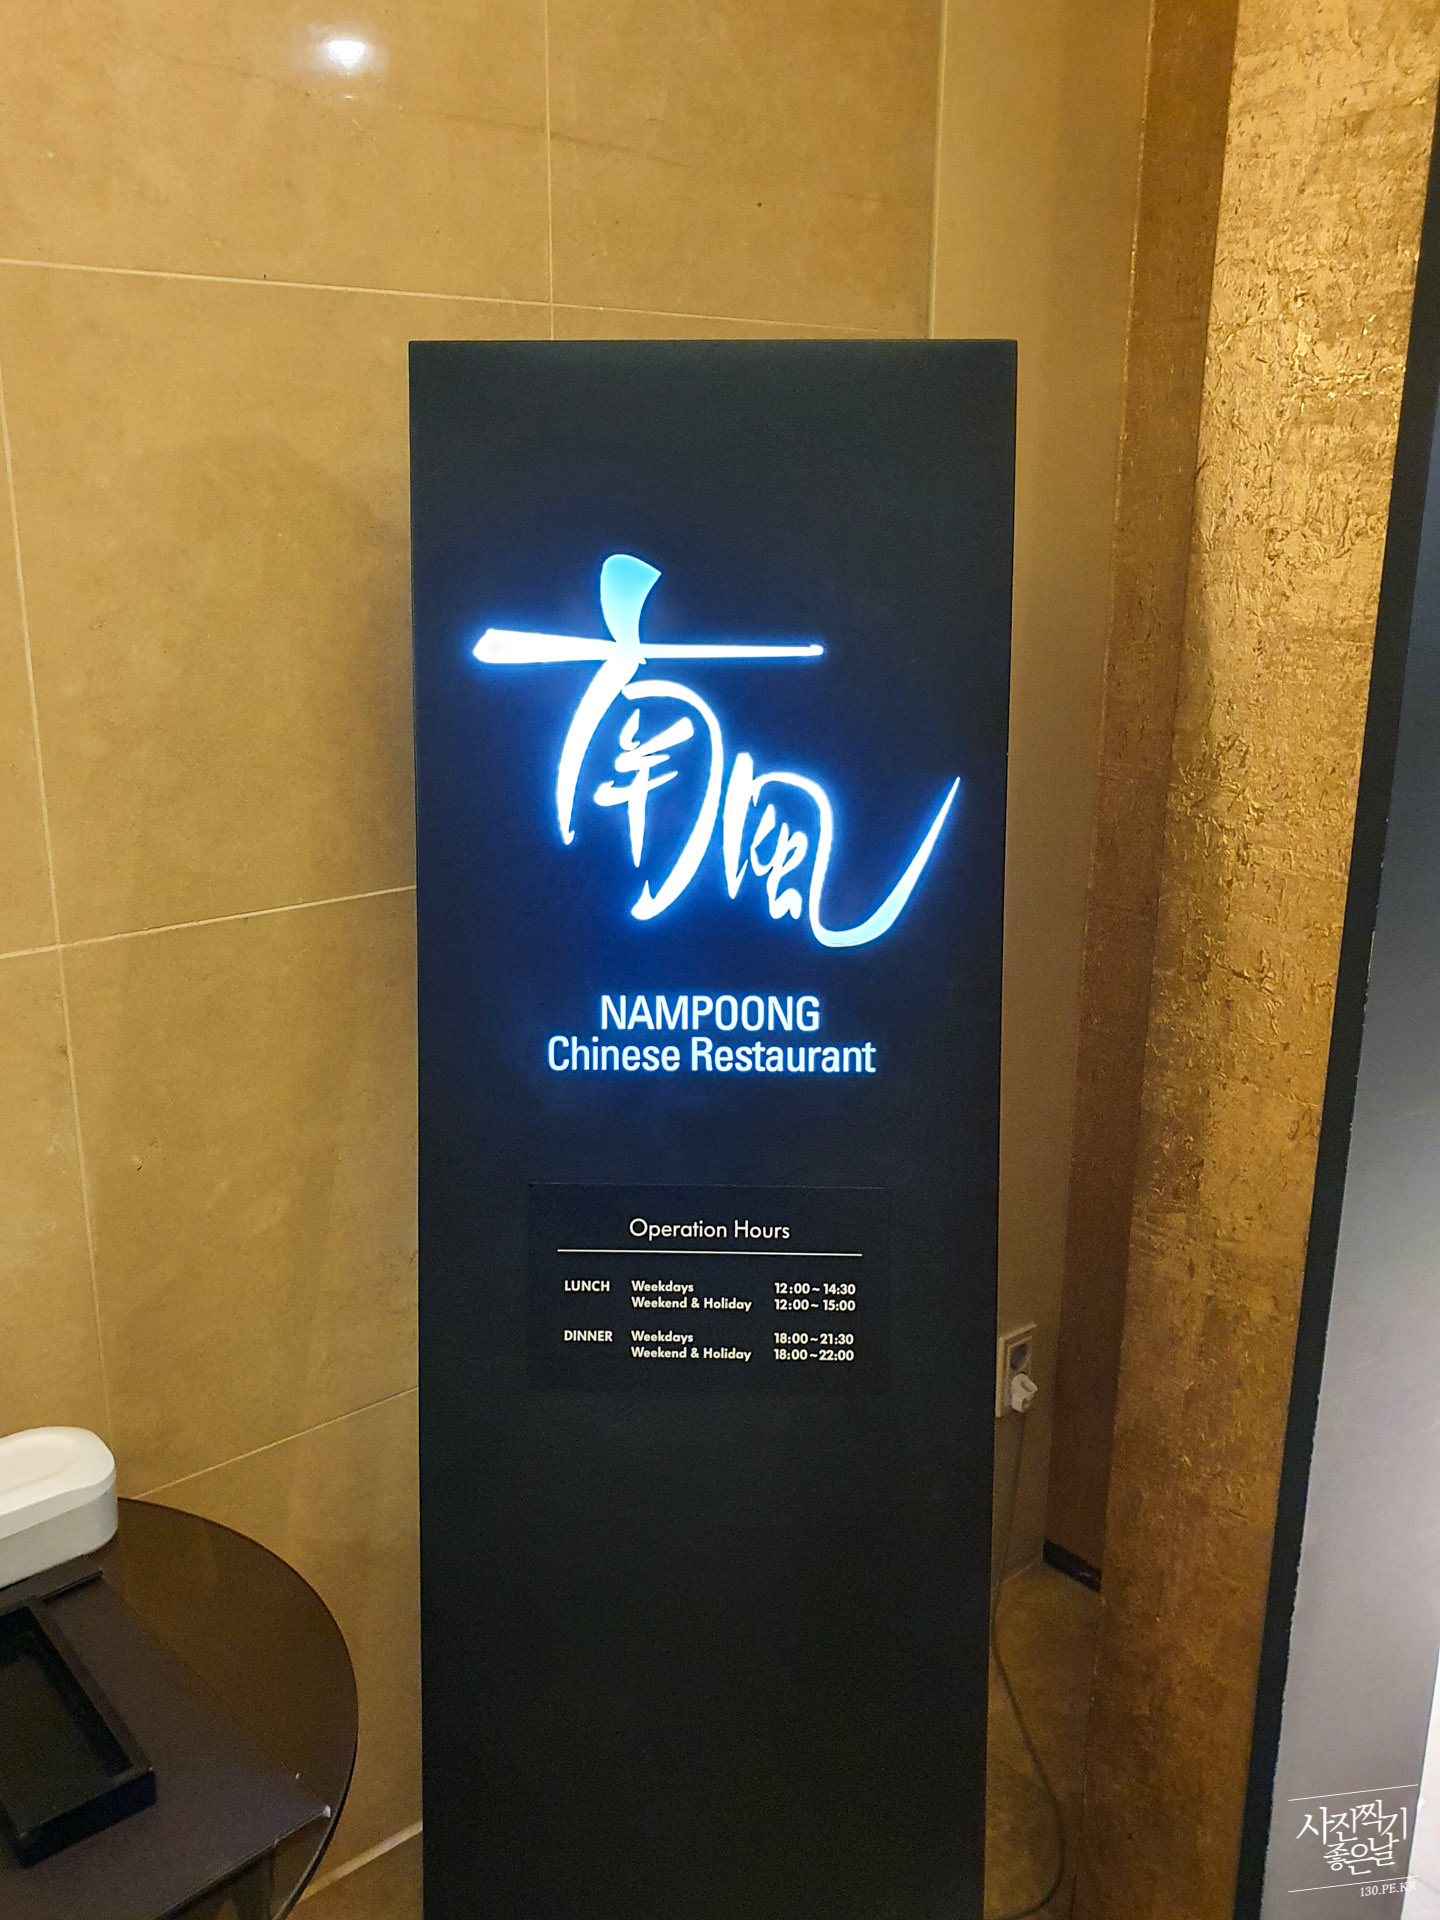 南風
NAMPOONG
Chinese Restaurant
Operation Hours
LUNCH Weekdays 12:00~14:30
Weekend & Holiday 12:00~15:00
DINNER Weekdays 18:00~21:30
Weekend & Holiday 18:00~22:00
사진찍기
좋은날
130.PE.KR